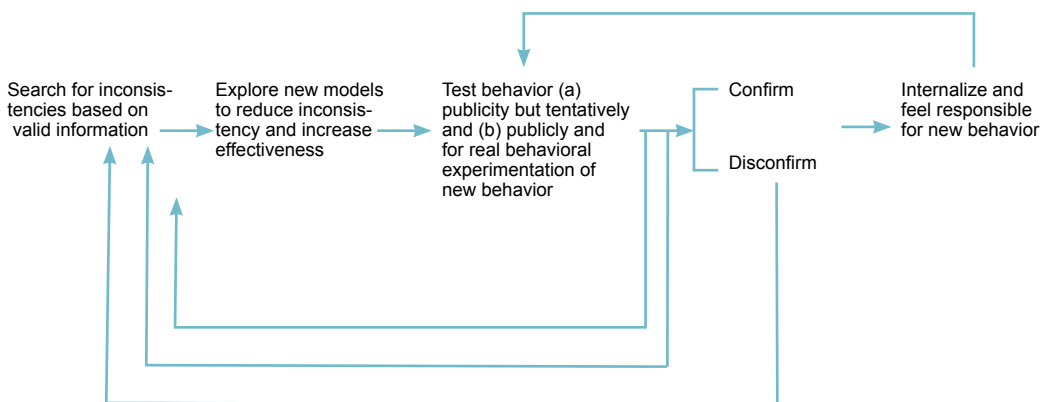 Search for inconsis-
tencies based on
valid information
Explore new models
to reduce inconsis-
tency and increase
effectiveness
Test behavior (a)
publicity but tentatively
and (b) publicly and
for real behavioral
experimentation of
new behavior
Confirm
Disconfirm
Internalize and
feel responsible
for new behavior